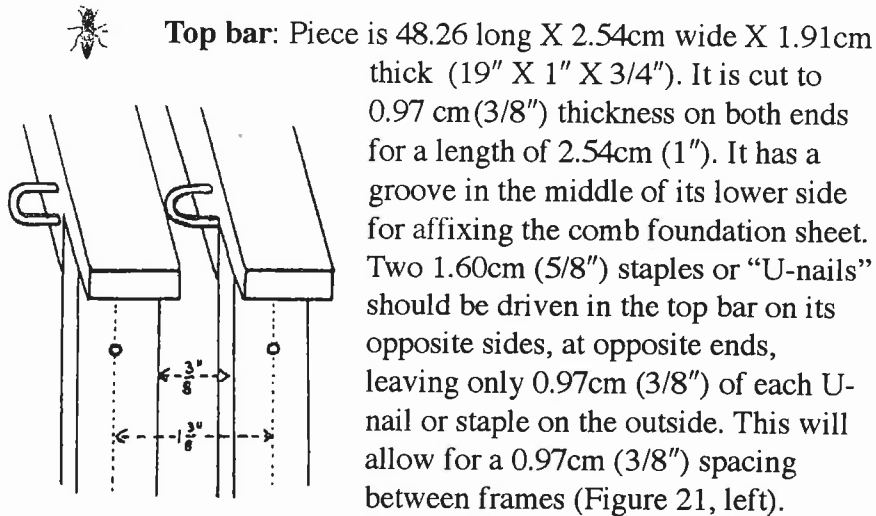 Top bar: Piece is 48.26 long X 2.54cm wide X 1.91cm
thick (19" X 1" X 3/4"). It is cut to
0.97 cm(3/8") thickness on both ends
for a length of 2.54cm (1"). It has a
groove in the middle of its lower side
for affixing the comb foundation sheet.
Two 1.60cm (5/8") staples or “U-nails”
should be driven in the top bar on its
opposite sides, at opposite ends,
leaving only 0.97cm (3/8") of each U-
nail or staple on the outside. This will
allow for a 0.97cm (3/8") spacing
between frames (Figure 21, left).
3/8"
1 3/8"